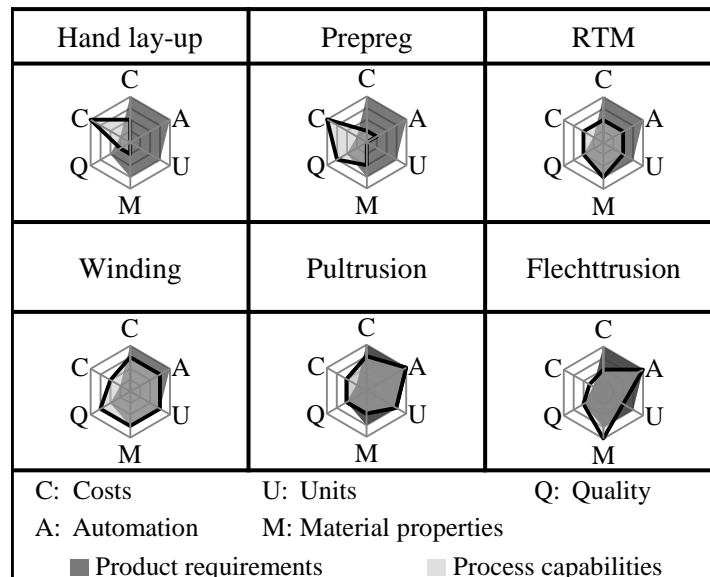 Hand lay-up Prepreg RTM
C C C
C A C A C A
Q U Q U Q U
M M M
Winding Pultrusion Flechttrusion
C C C
C A C A C A
Q U Q U Q U
M M M
C: Costs U: Units Q: Quality
A: Automation M: Material properties
Product requirements Process capabilities